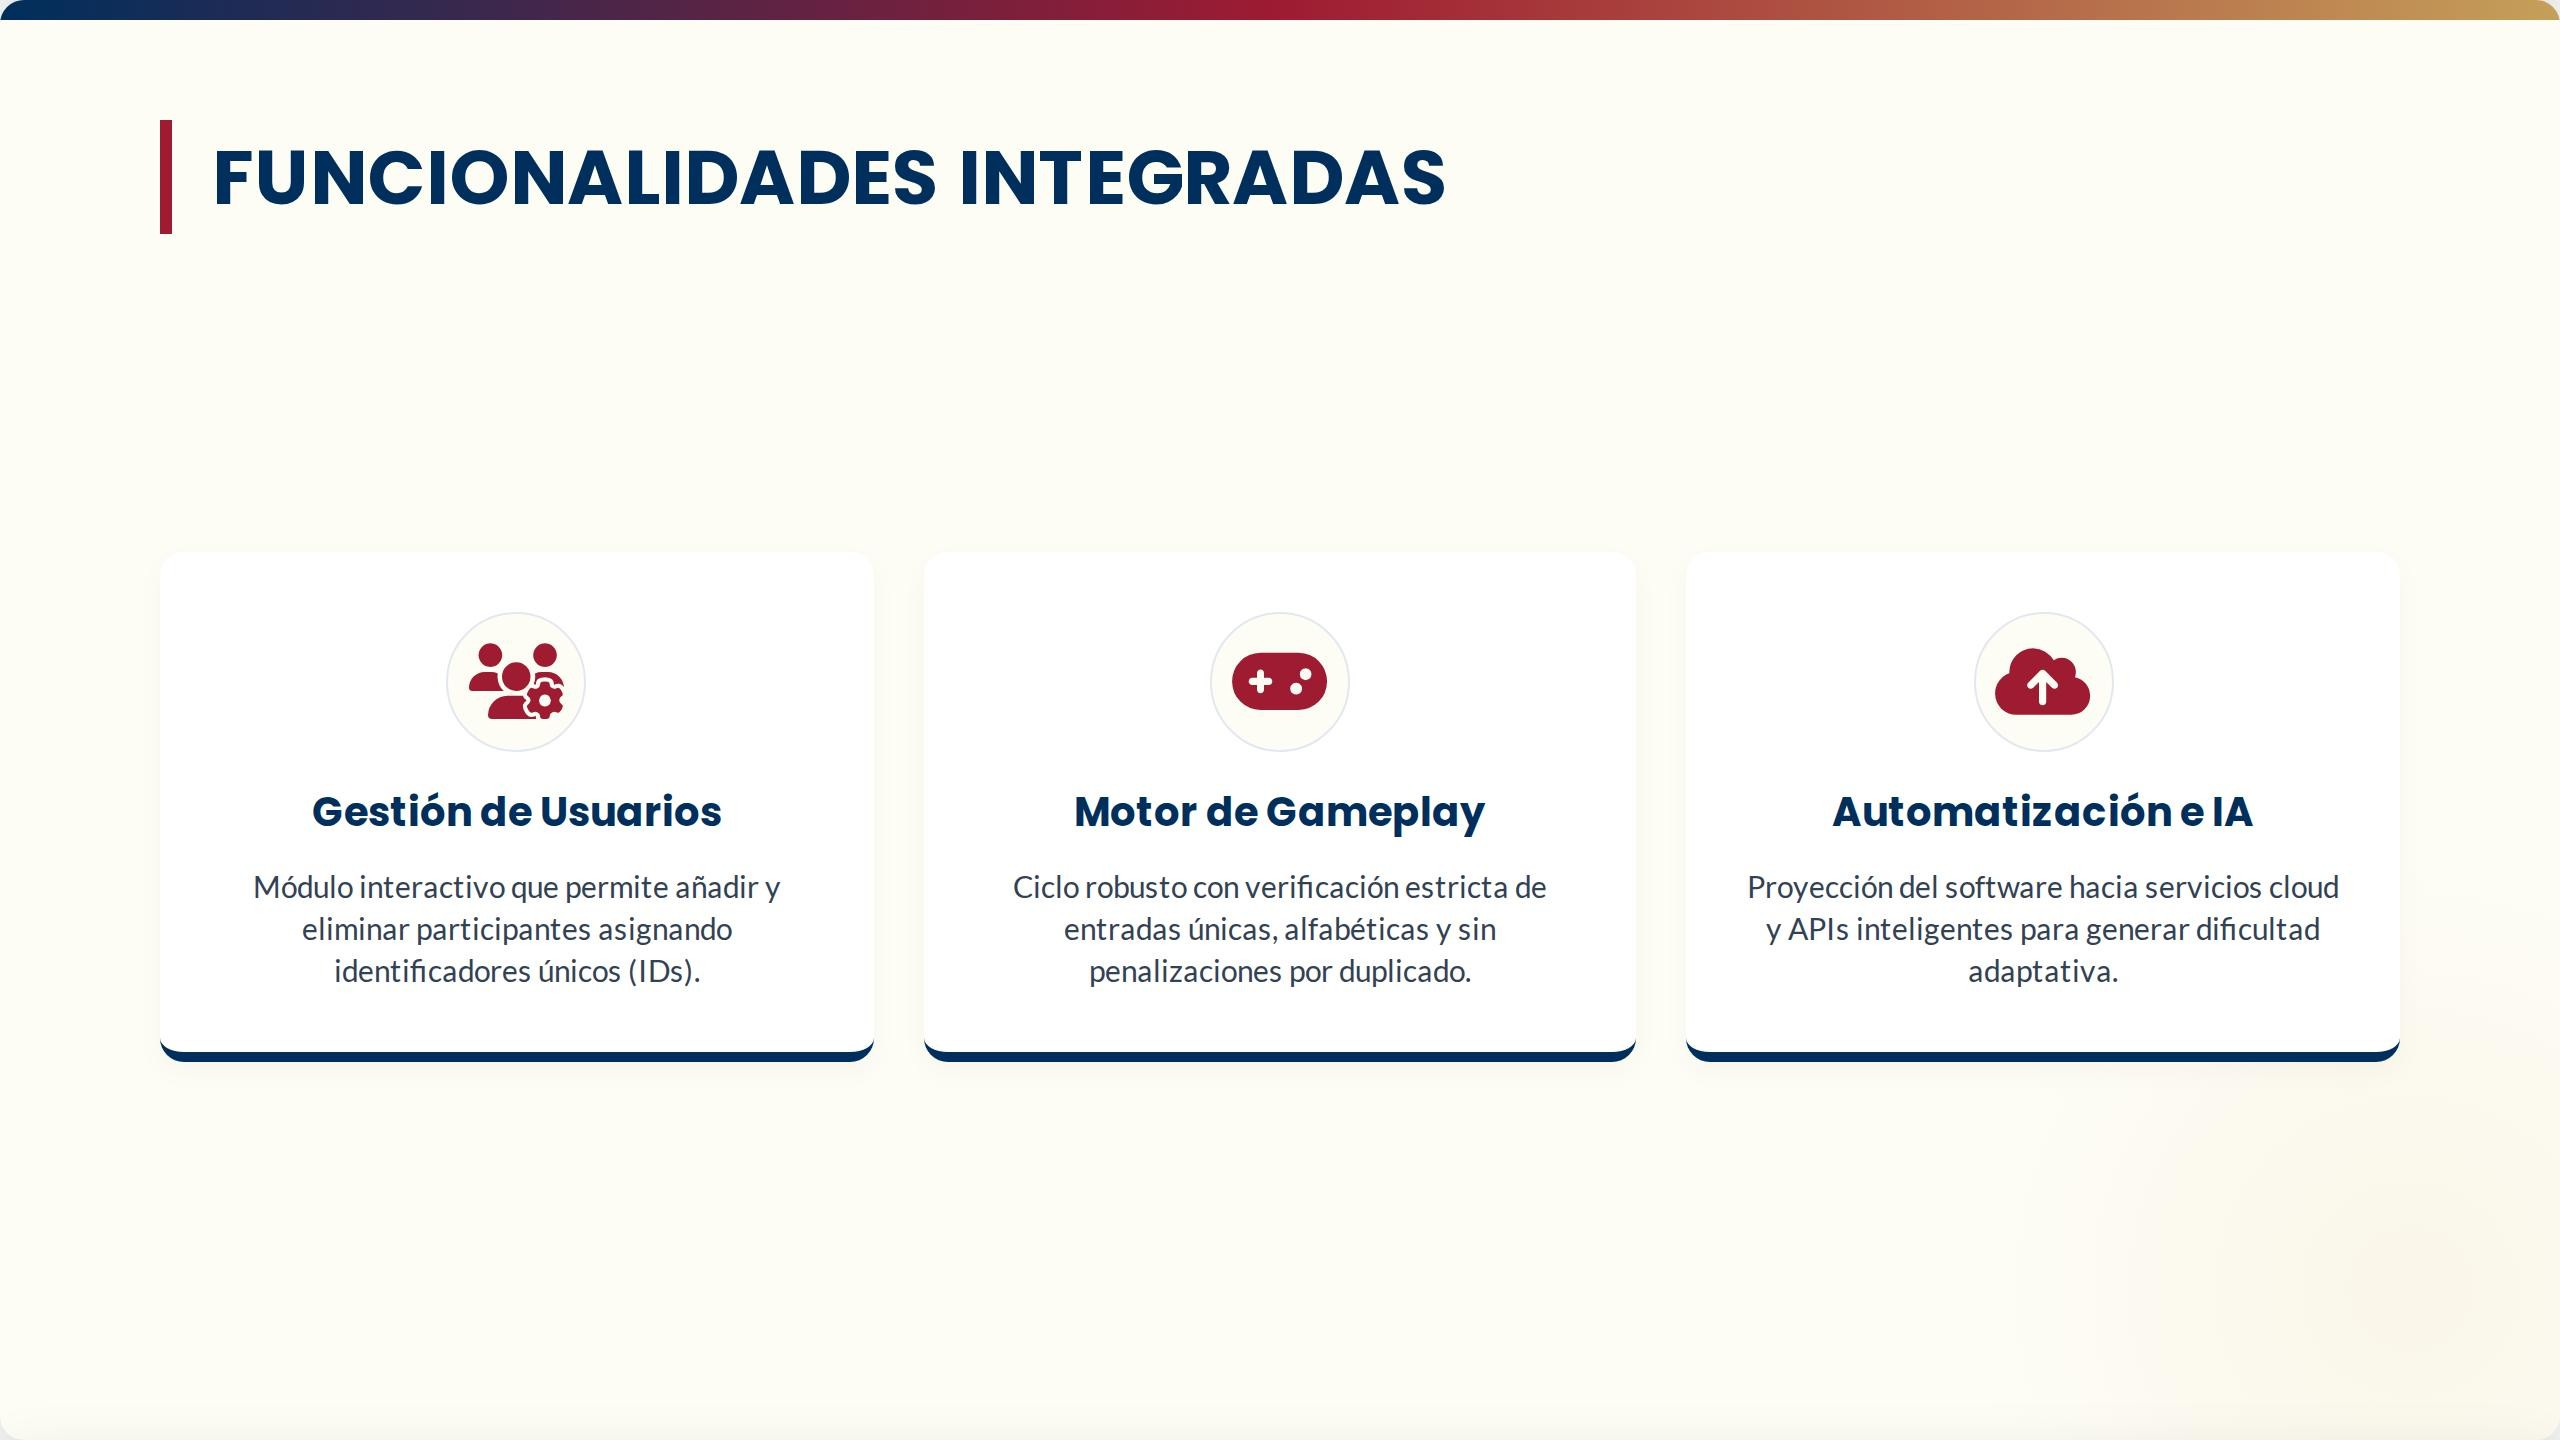 FUNCIONALIDADES INTEGRADAS
Gestión de Usuarios
Módulo interactivo que permite añadir y
eliminar participantes asignando
identificadores únicos (IDs).
Motor de Gameplay
Ciclo robusto con verificación estricta de
entradas únicas, alfabéticas y sin
penalizaciones por duplicado.
Automatización e IA
Proyección del software hacia servicios cloud
y APIs inteligentes para generar dificultad
adaptativa.